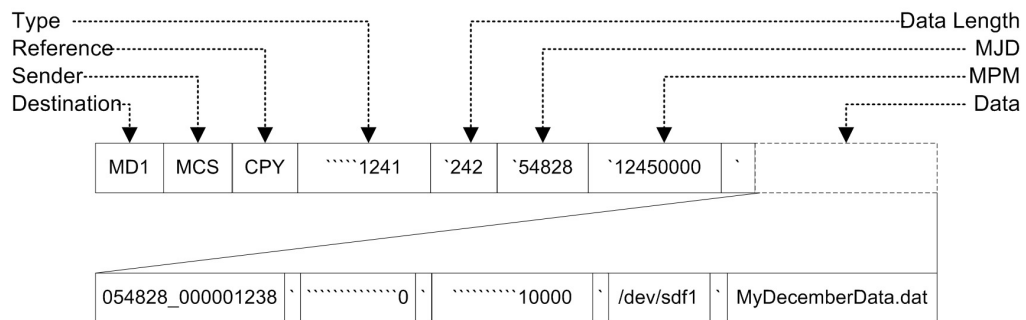 Type Data Length
Reference MJD
Sender MPM
Destination Data
MD1 MCS CPY `````1241 `242 `54828 `12450000 `
054828_000001238 ` ``````````````0 ` ``````````10000 ` /dev/sdf1 ` MyDecemberData.dat